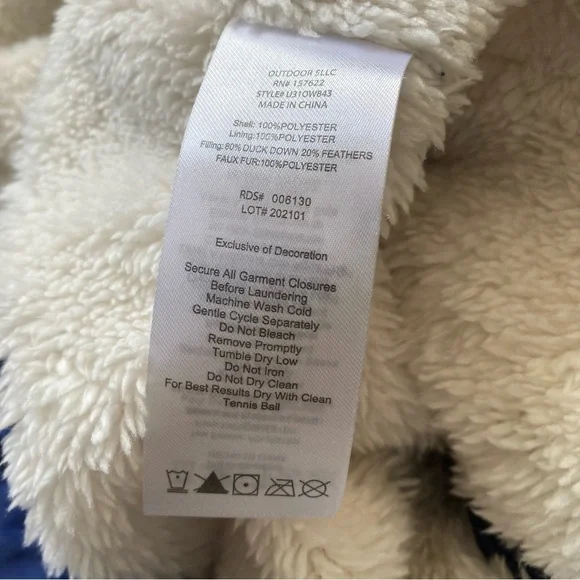 OUTDOOR 5LLC
RN# 157622
STYLE# U31OWB43
MADE IN CHINA
Shell: 100%POLYESTER
Lining:100%POLYESTER
Filling:80% DUCK DOWN 20% FEATHERS
FAUX FUR:100%POLYESTER
RDS# 006130
LOT# 202101
Exclusive of Decoration
Secure All Garment Closures
Before Laundering
Machine Wash Cold
Gentle Cycle Separately
Do Not Bleach
Remove Promptly
Tumble Dry Low
Do Not Iron
Do Not Dry Clean
For Best Results Dry With Clean
Tennis Ball